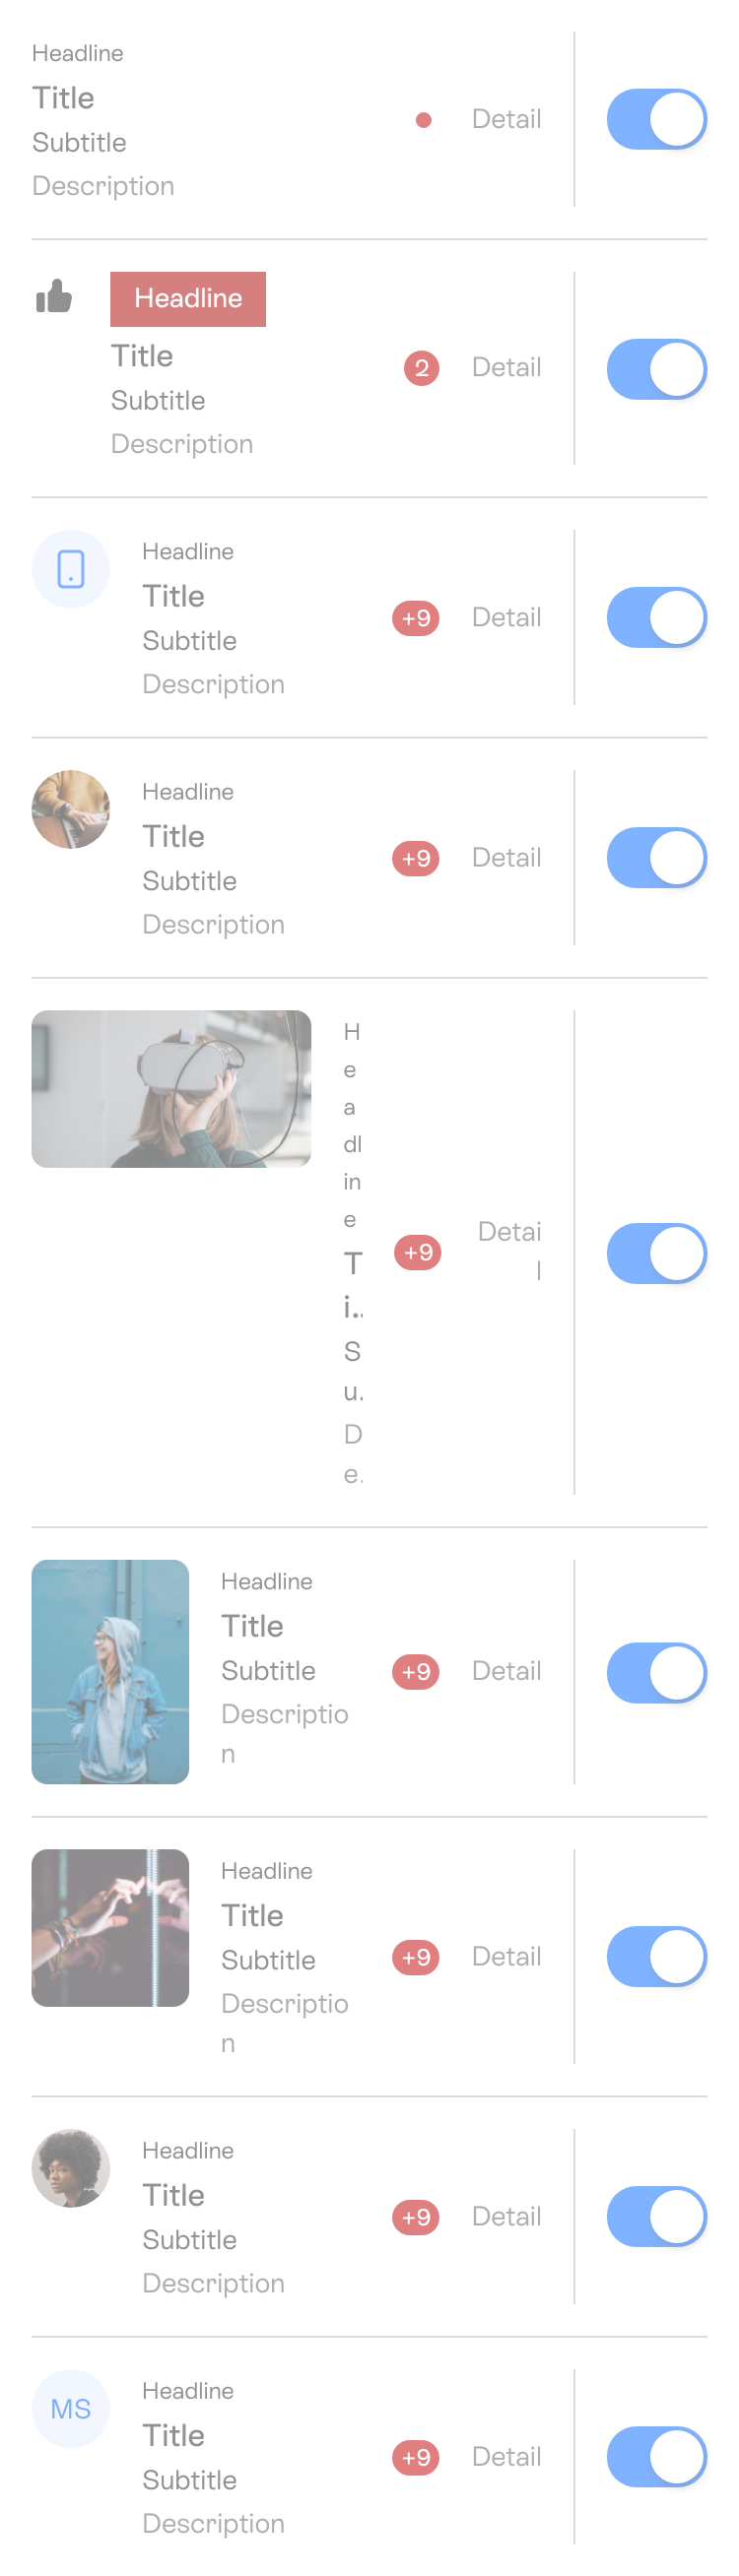 Headline
Title
Subtitle
Description
Detail
Headline
Title
Subtitle
Description
2
Detail
Headline
Title
Subtitle
Description
+9
Detail
Headline
Title
Subtitle
Description
+9
Detail
H
e
a
dl
in
e
T
i..
S
u.
D
e.
+9
Detai
l
Headline
Title
Subtitle
Descriptio
n
+9
Detail
Headline
Title
Subtitle
Descriptio
n
+9
Detail
Headline
Title
Subtitle
Description
+9
Detail
MS
Headline
Title
Subtitle
Description
+9
Detail